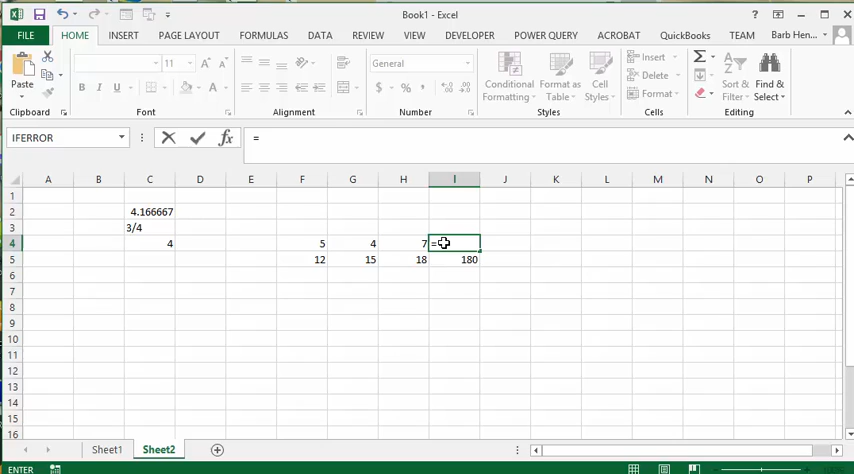 Book1 - Excel
FILE HOME INSERT PAGE LAYOUT FORMULAS DATA REVIEW VIEW DEVELOPER POWER QUERY ACROBAT QuickBooks TEAM Barb Hen...
Paste
B I U
11
A A
General
$ % ,
Conditional Formatting
Format as Table
Cell Styles
Insert
Delete
Format
Sort & Filter
Find & Select
Clipboard Font Alignment Number Styles Cells Editing
IFERROR fx =
A B C D E F G H I J K L M N O P
1
2 4.166667
3 3/4
4 4 5 4 7 =
5 12 15 18 180
6
7
8
9
10
11
12
13
14
15
16
Sheet1 Sheet2
ENTER